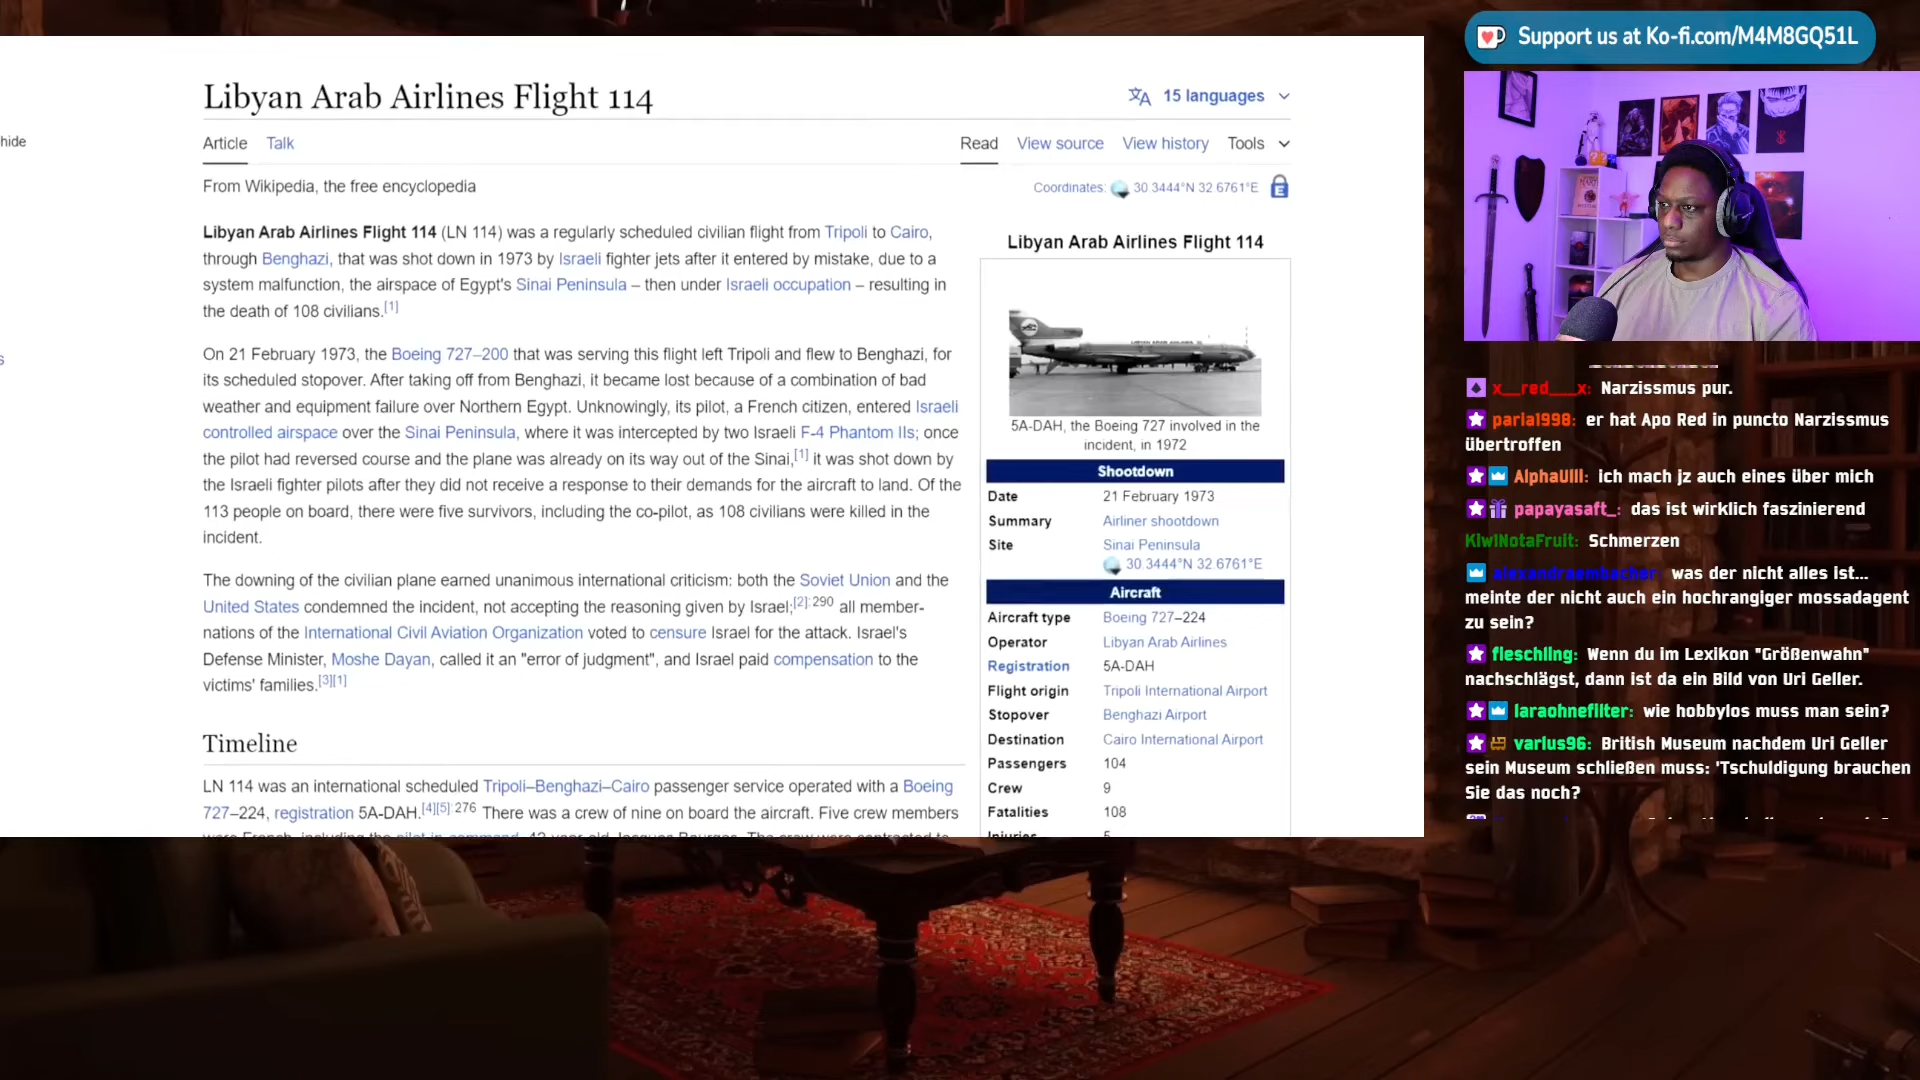 Support us at Ko-fi.com/M4M8GQ51L
hide
s
Libyan Arab Airlines Flight 114
15 languages
Article Talk
Read View source View history Tools
From Wikipedia, the free encyclopedia
Coordinates: 30.3444°N 32.6761°E
Libyan Arab Airlines Flight 114 (LN 114) was a regularly scheduled civilian flight from Tripoli to Cairo,
through Benghazi, that was shot down in 1973 by Israeli fighter jets after it entered by mistake, due to a
system malfunction, the airspace of Egypt's Sinai Peninsula – then under Israeli occupation – resulting in
the death of 108 civilians.[1]
On 21 February 1973, the Boeing 727–200 that was serving this flight left Tripoli and flew to Benghazi, for
its scheduled stopover. After taking off from Benghazi, it became lost because of a combination of bad
weather and equipment failure over Northern Egypt. Unknowingly, its pilot, a French citizen, entered Israeli
controlled airspace over the Sinai Peninsula, where it was intercepted by two Israeli F-4 Phantom IIs; once
the pilot had reversed course and the plane was already on its way out of the Sinai,[1] it was shot down by
the Israeli fighter pilots after they did not receive a response to their demands for the aircraft to land. Of the
113 people on board, there were five survivors, including the co-pilot, as 108 civilians were killed in the
incident.
The downing of the civilian plane earned unanimous international criticism: both the Soviet Union and the
United States condemned the incident, not accepting the reasoning given by Israel;[2]:290 all member-
nations of the International Civil Aviation Organization voted to censure Israel for the attack. Israel's
Defense Minister, Moshe Dayan, called it an "error of judgment", and Israel paid compensation to the
victims' families.[3][1]
Timeline
LN 114 was an international scheduled Tripoli–Benghazi–Cairo passenger service operated with a Boeing
727–224, registration 5A-DAH.[4][5]:276 There was a crew of nine on board the aircraft. Five crew members
were French, including the pilot-in-command, 42-year-old Jacques Bourges. The crew were contracted to
Libyan Arab Airlines Flight 114
5A-DAH, the Boeing 727 involved in the
incident, in 1972
Shootdown
Date 21 February 1973
Summary Airliner shootdown
Site Sinai Peninsula
30.3444°N 32.6761°E
Aircraft
Aircraft type Boeing 727–224
Operator Libyan Arab Airlines
Registration 5A-DAH
Flight origin Tripoli International Airport
Stopover Benghazi Airport
Destination Cairo International Airport
Passengers 104
Crew 9
Fatalities 108
Injuries 5
x__red___x: Narzissmus pur.
paria1998: er hat Apo Red in puncto Narzissmus
übertroffen
AlphaUlll: ich mach jz auch eines über mich
papayasaft_: das ist wirklich faszinierend
KiwiNotaFruit: Schmerzen
alexandraembacher: was der nicht alles ist...
meinte der nicht auch ein hochrangiger mossadagent
zu sein?
fleschling: Wenn du im Lexikon "Größenwahn"
nachschlägst, dann ist da ein Bild von Uri Geller.
laraohnefilter: wie hobbylos muss man sein?
varius96: British Museum nachdem Uri Geller
sein Museum schließen muss: 'Tschuldigung brauchen
Sie das noch?